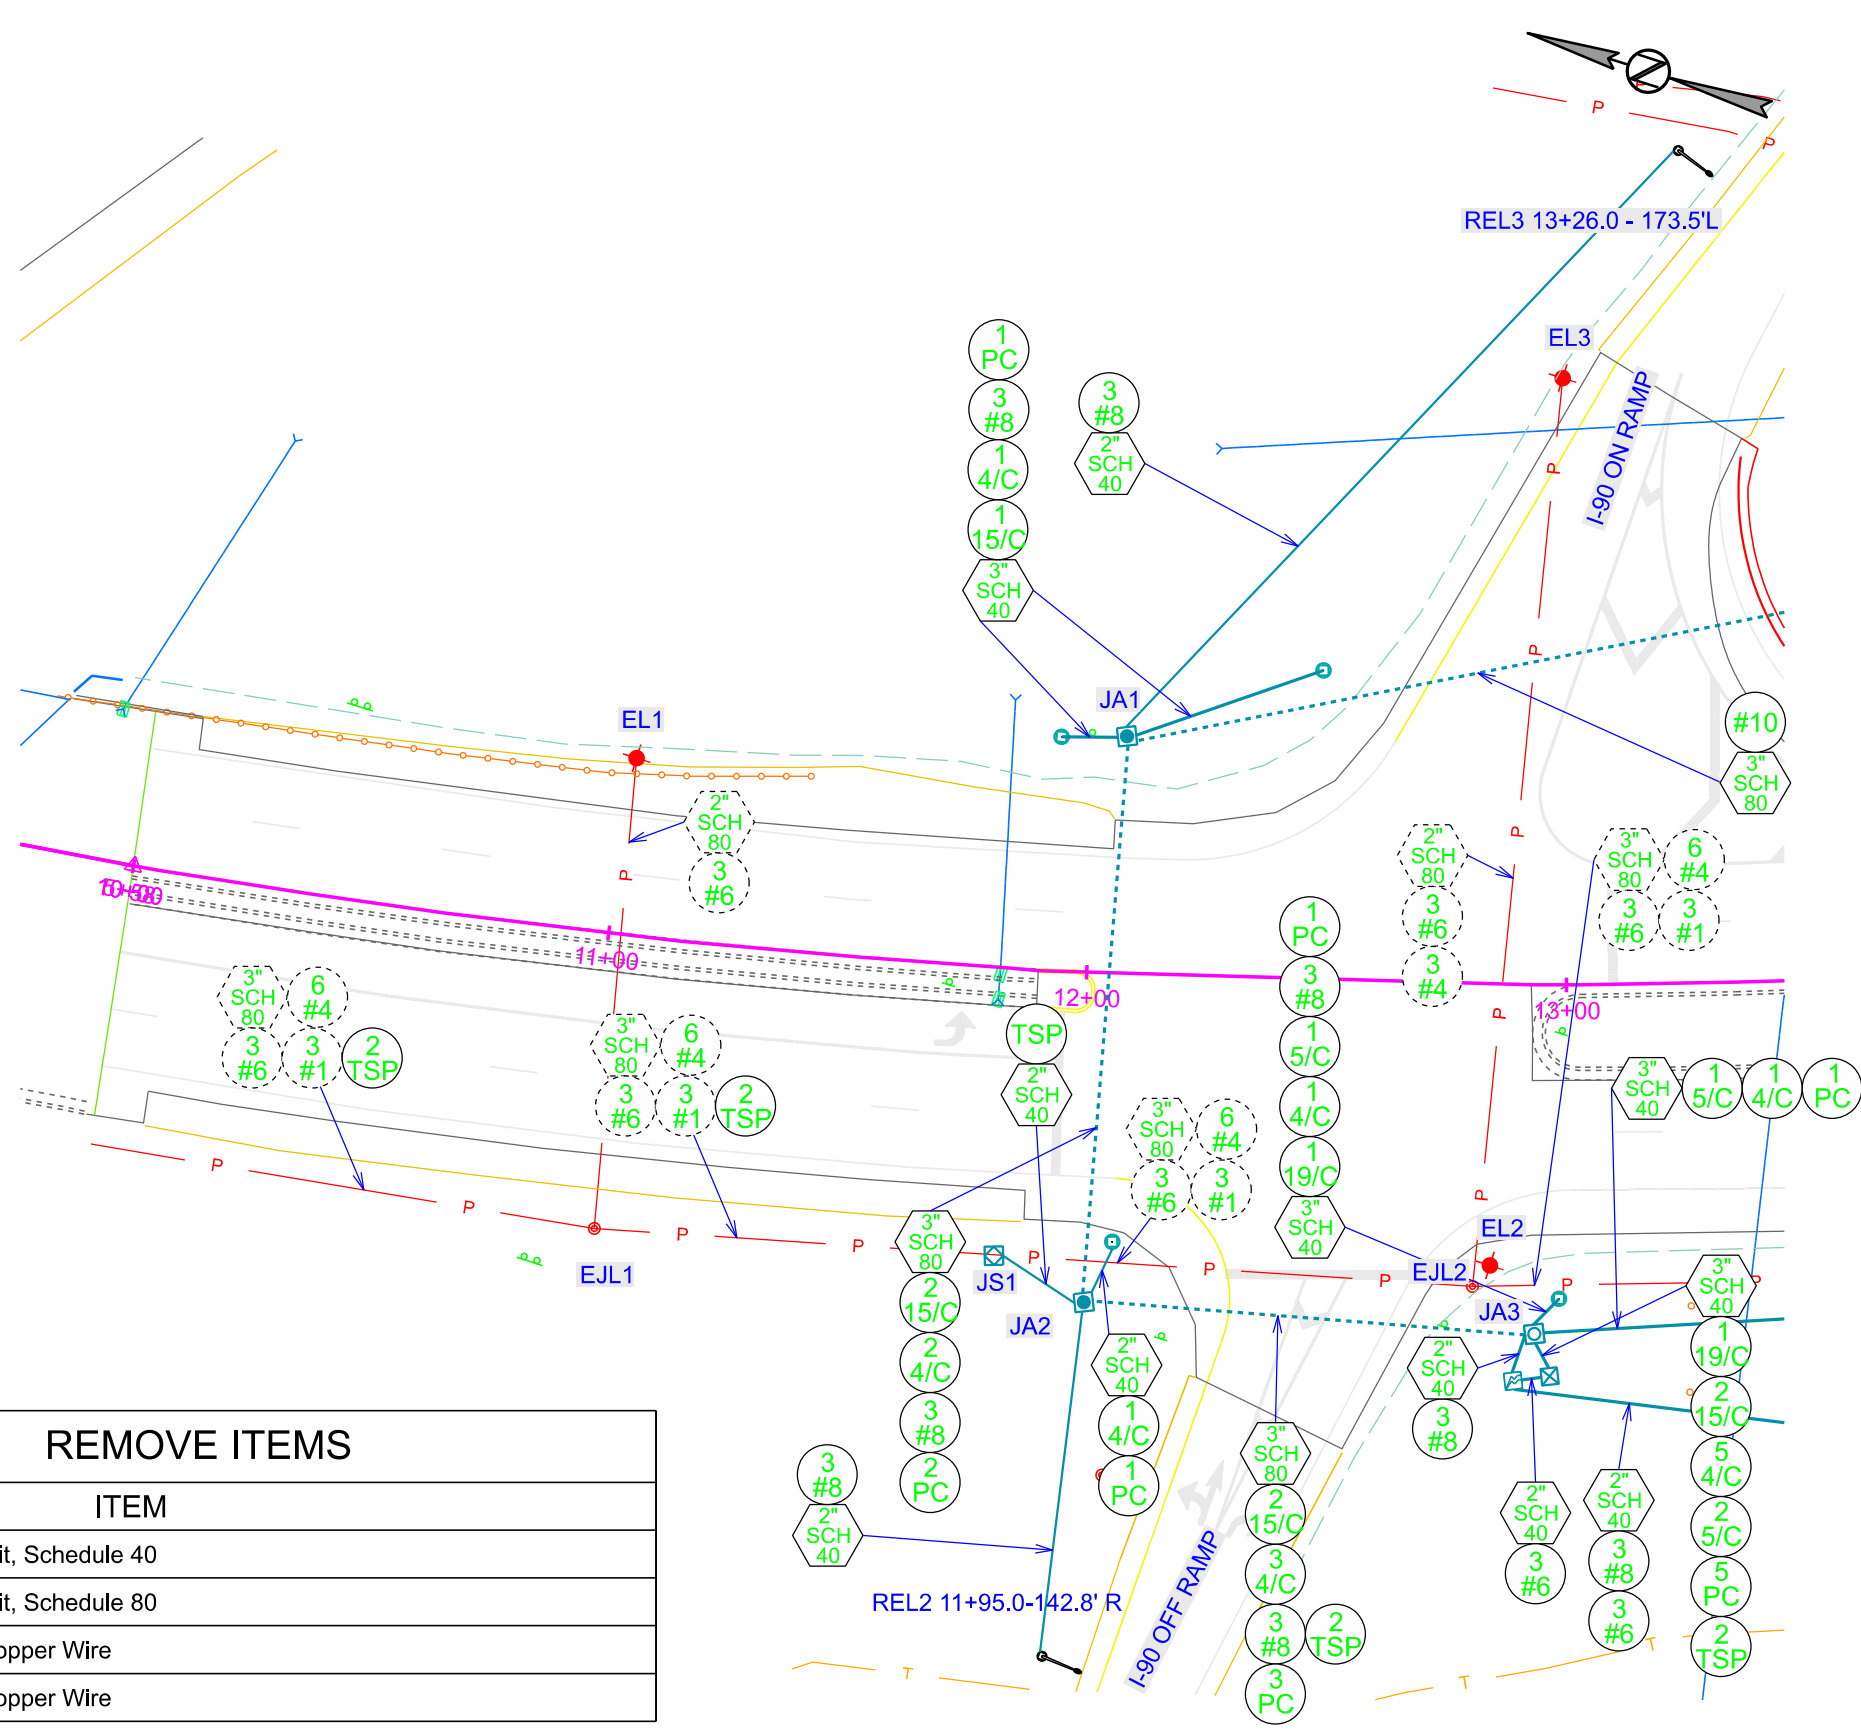 P
P
P
REL3 13+26.0 - 173.5'L
EL3
I-90 ON RAMP
1
PC
3
#8
1
4/C
1
15/C
3"
SCH
40
3
#8
2"
SCH
40
P
P
JA1
EL1
#10
3"
SCH
80
2"
SCH
80
3
#6
P
P
2"
SCH
80
3
#6
3
#4
3"
SCH
80
6
#4
3
#6
3
#1
11+00
12+00
13+00
P
3"
SCH
80
6
#4
3
#6
3
#1
2
TSP
3"
SCH
80
6
#4
3
#6
3
#1
2
TSP
TSP
2"
SCH
40
1
PC
3
#8
1
5/C
1
4/C
1
19/C
3"
SCH
40
3"
SCH
40
1
5/C
1
4/C
1
PC
3"
SCH
80
6
#4
3
#6
3
#1
P
P
P
P
P
P
P
P
P
P
P
EL2
EJL1
EJL2
JS1
JA2
JA3
3"
SCH
80
2
15/C
2
4/C
3
#8
2
PC
2"
SCH
40
1
4/C
1
PC
3"
SCH
80
2
15/C
3
4/C
3
#8
2
TSP
3
PC
2"
SCH
40
3
#8
3"
SCH
40
1
19/C
2
15/C
5
4/C
2
5/C
5
PC
2
TSP
2"
SCH
40
3
#6
2"
SCH
40
3
#8
3
#6
3
#8
2"
SCH
40
REL2 11+95.0-142.8' R
I-90 OFF RAMP
T
T
T
REMOVE ITEMS
ITEM
it, Schedule 40
it, Schedule 80
opper Wire
opper Wire